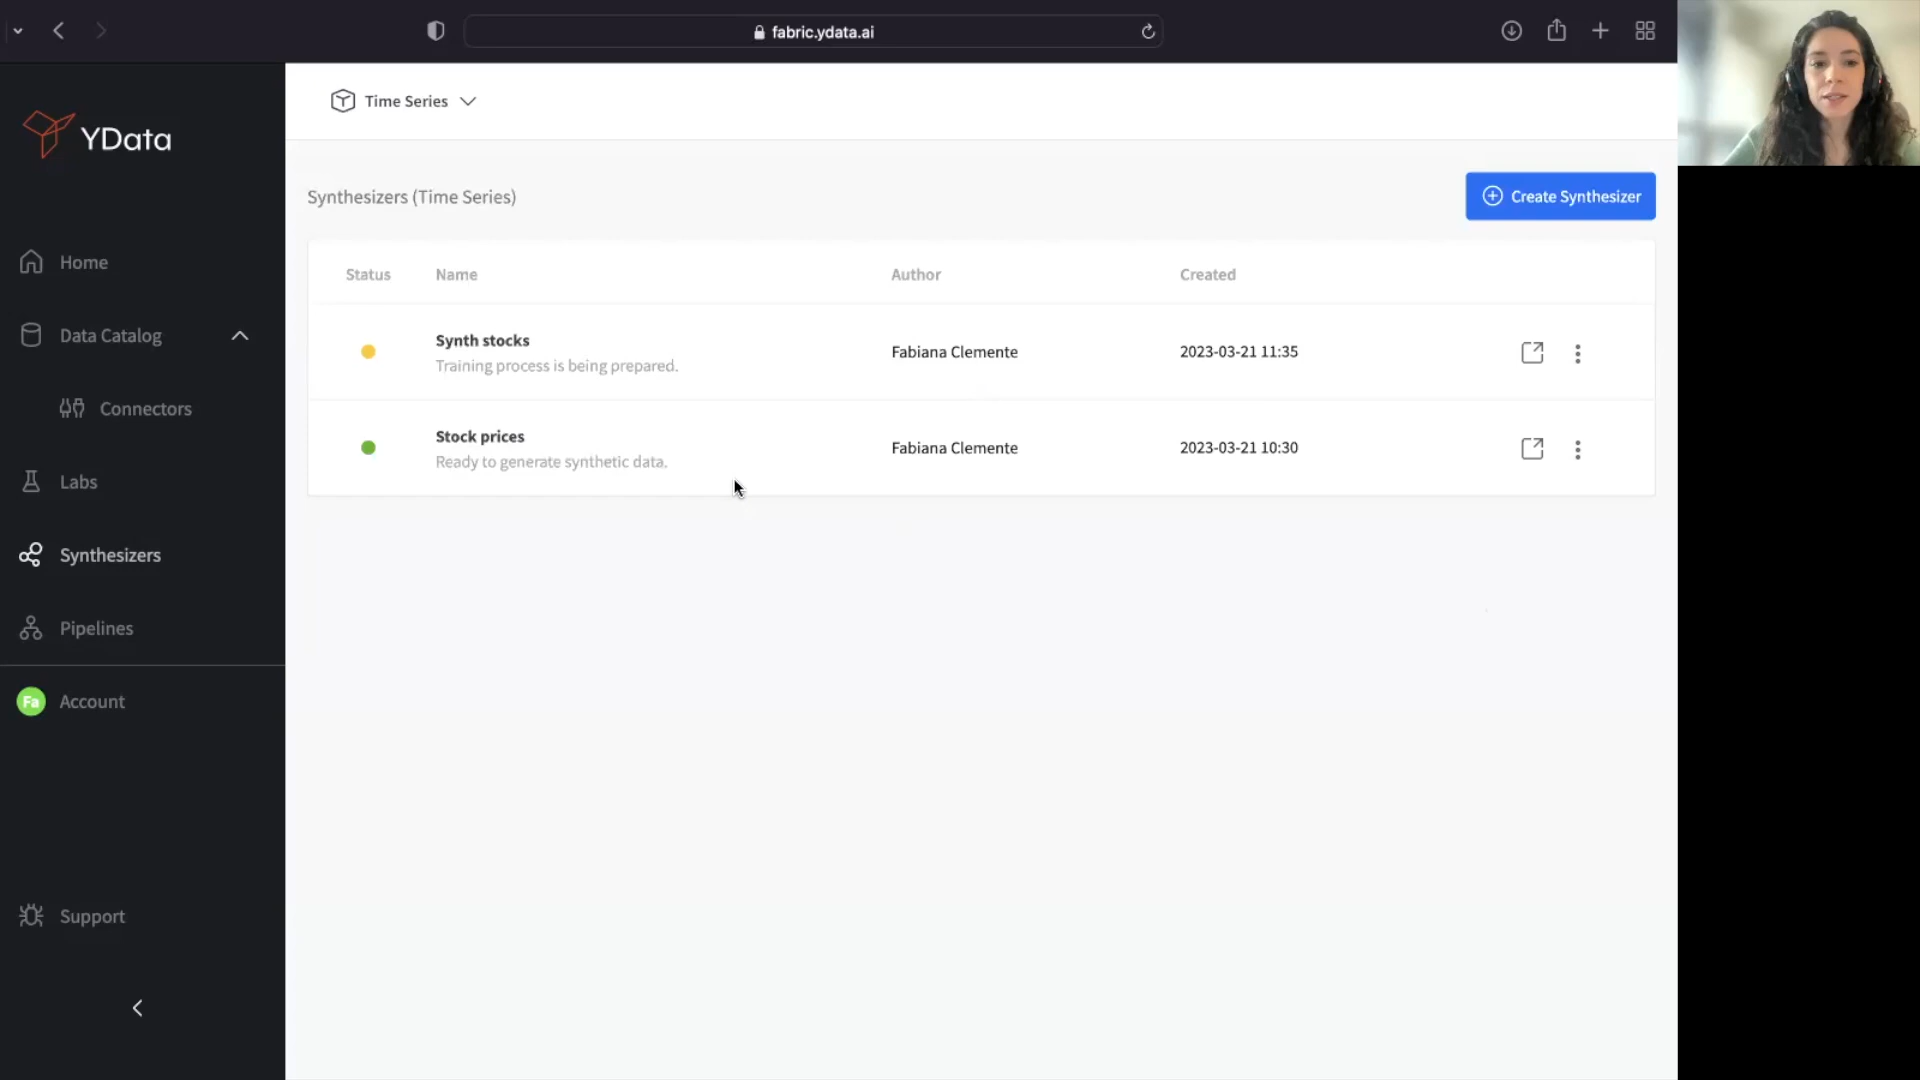 fabric.ydata.ai
YData
Time Series
Synthesizers (Time Series)
Create Synthesizer
Home
Status Name Author Created
Data Catalog
Synth stocks
Training process is being prepared.
Fabiana Clemente
2023-03-21 11:35
Connectors
Stock prices
Ready to generate synthetic data.
Fabiana Clemente
2023-03-21 10:30
Labs
Synthesizers
Pipelines
Fa Account
Support